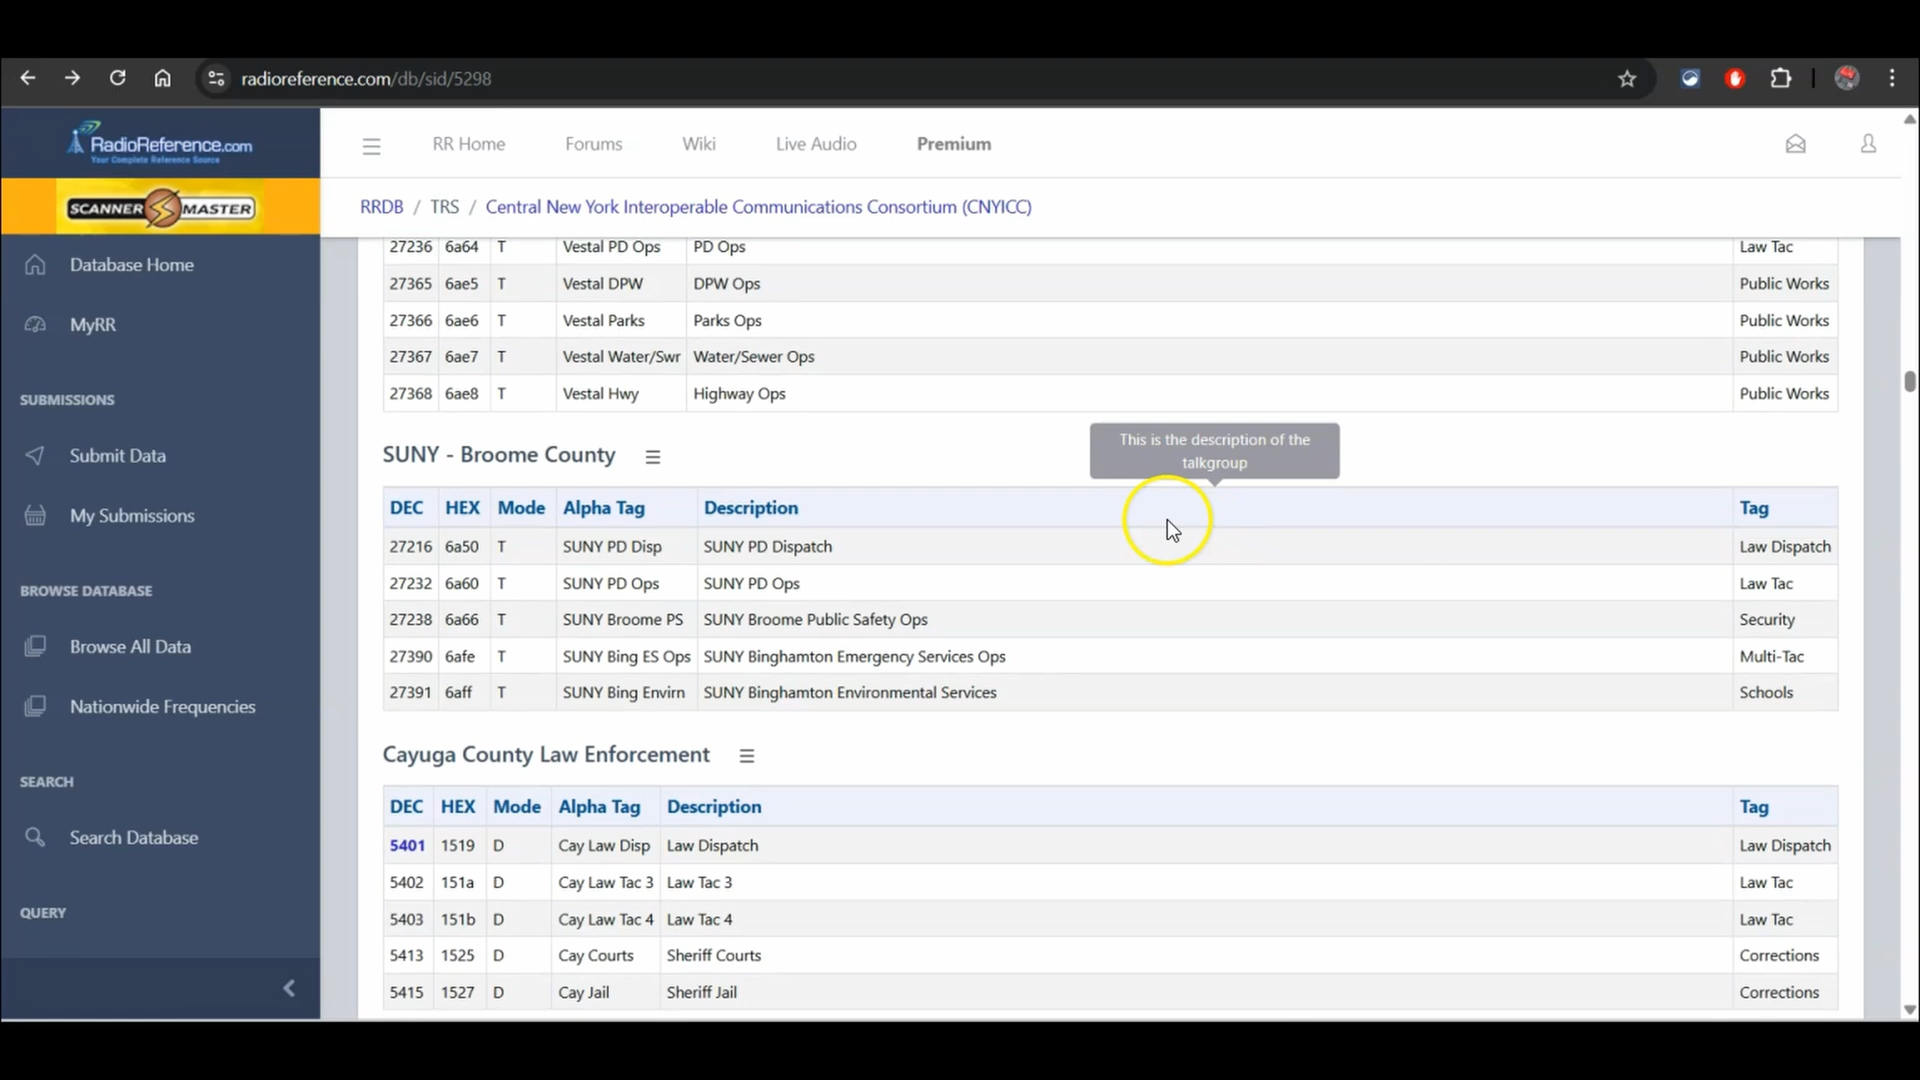 radioreference.com/db/sid/5298
RadioReference.com
Your Complete Reference Source
RR Home Forums Wiki Live Audio Premium
SCANNER MASTER
RRDB / TRS / Central New York Interoperable Communications Consortium (CNYICC)
Database Home
MyRR
SUBMISSIONS
Submit Data
My Submissions
BROWSE DATABASE
Browse All Data
Nationwide Frequencies
SEARCH
Search Database
QUERY
27236 6a64 T Vestal PD Ops PD Ops Law Tac
27365 6ae5 T Vestal DPW DPW Ops Public Works
27366 6ae6 T Vestal Parks Parks Ops Public Works
27367 6ae7 T Vestal Water/Swr Water/Sewer Ops Public Works
27368 6ae8 T Vestal Hwy Highway Ops Public Works
This is the description of the
talkgroup
SUNY - Broome County
DEC HEX Mode Alpha Tag Description Tag
27216 6a50 T SUNY PD Disp SUNY PD Dispatch Law Dispatch
27232 6a60 T SUNY PD Ops SUNY PD Ops Law Tac
27238 6a66 T SUNY Broome PS SUNY Broome Public Safety Ops Security
27390 6afe T SUNY Bing ES Ops SUNY Binghamton Emergency Services Ops Multi-Tac
27391 6aff T SUNY Bing Envirn SUNY Binghamton Environmental Services Schools
Cayuga County Law Enforcement
DEC HEX Mode Alpha Tag Description Tag
5401 1519 D Cay Law Disp Law Dispatch Law Dispatch
5402 151a D Cay Law Tac 3 Law Tac 3 Law Tac
5403 151b D Cay Law Tac 4 Law Tac 4 Law Tac
5413 1525 D Cay Courts Sheriff Courts Corrections
5415 1527 D Cay Jail Sheriff Jail Corrections